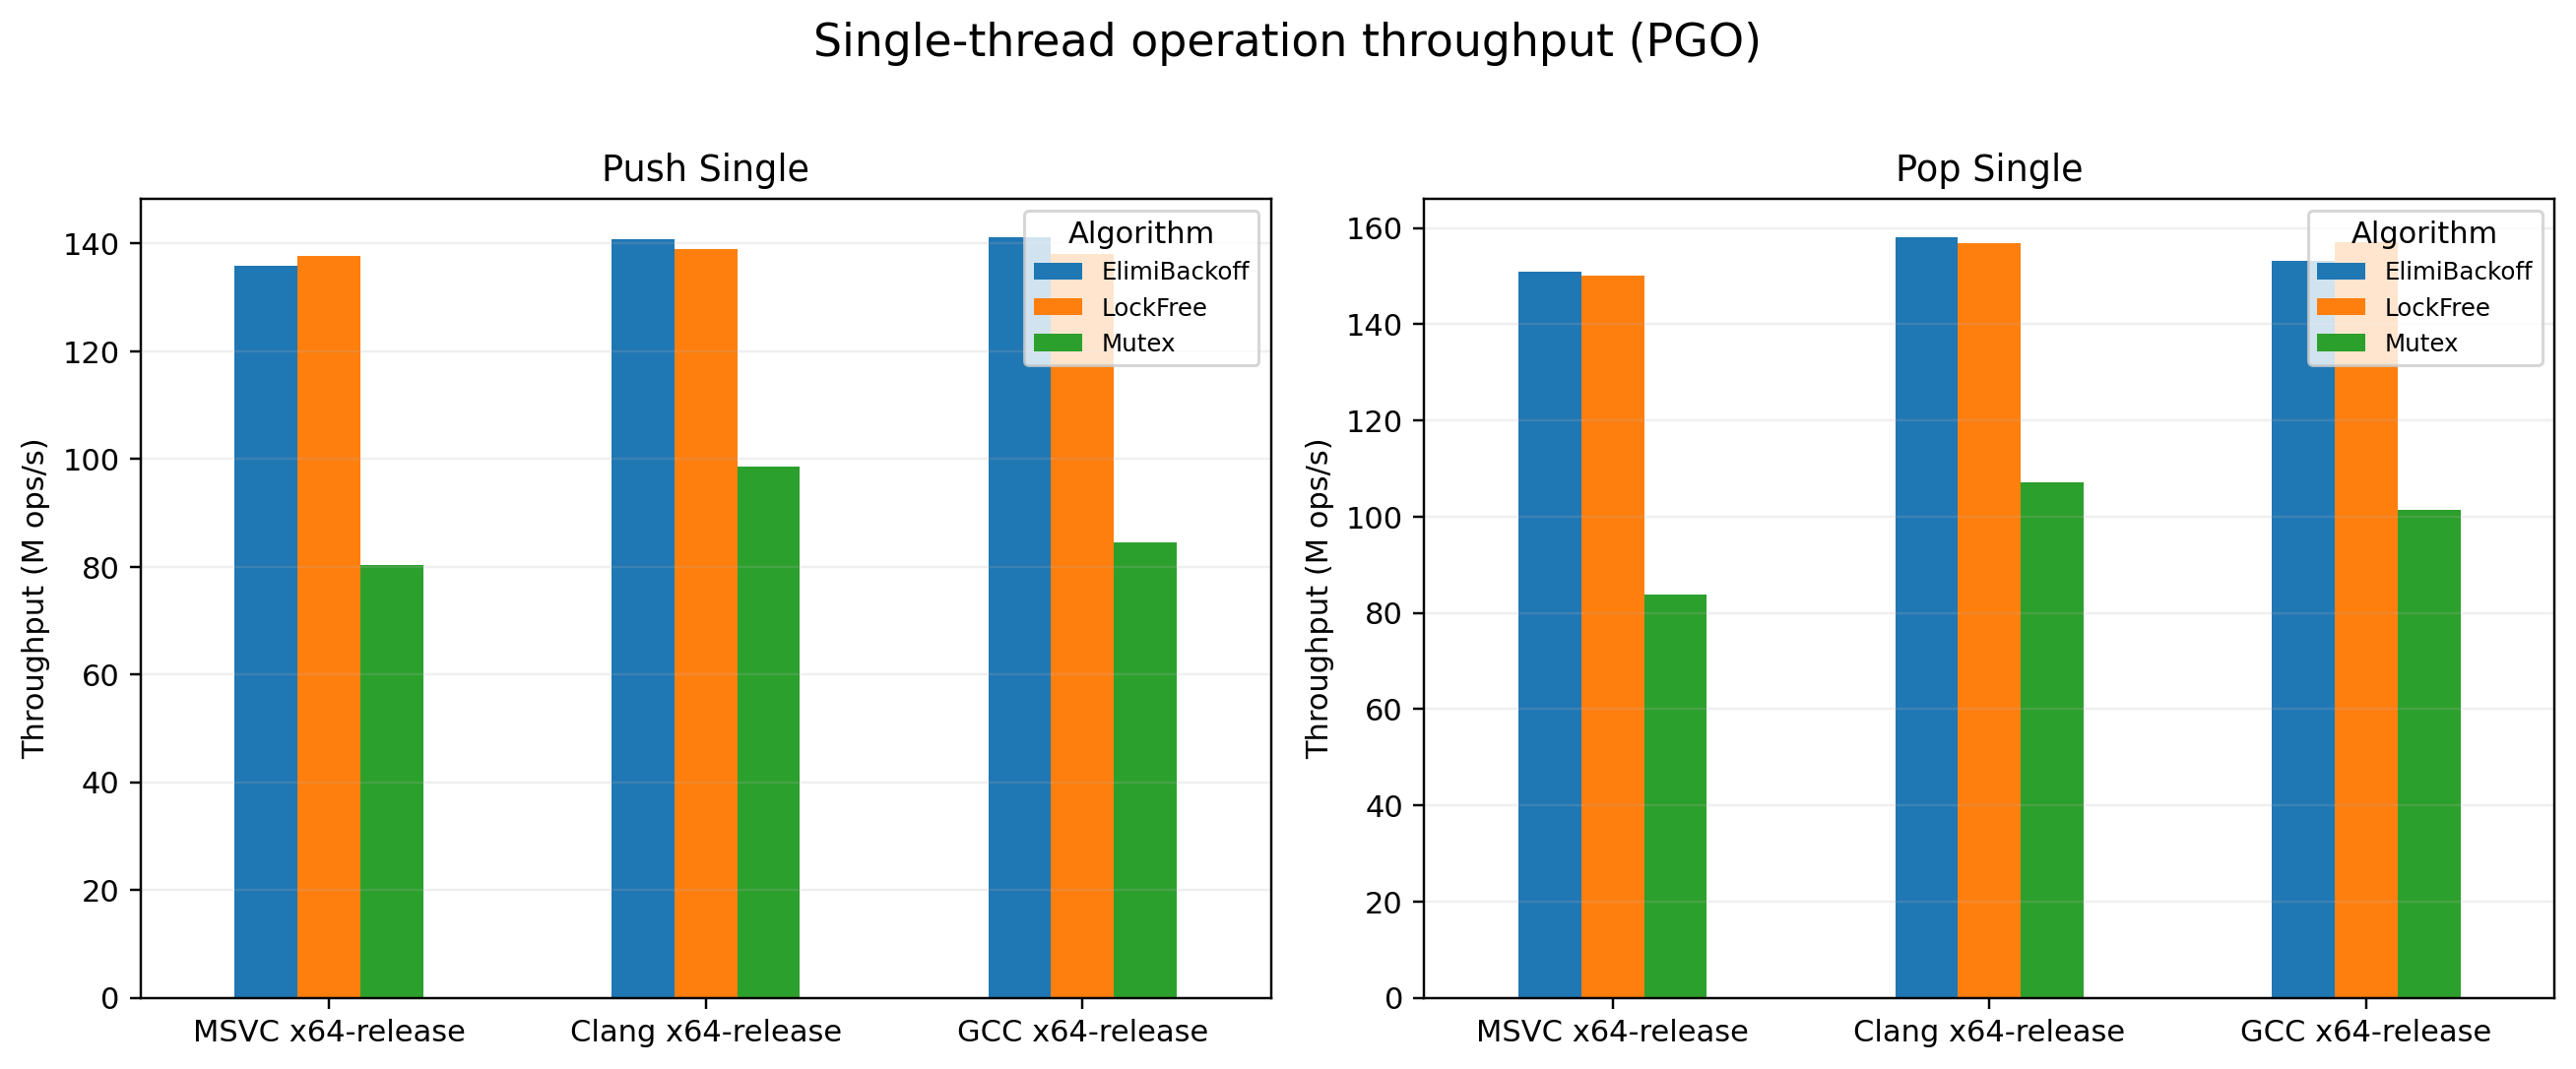 Single-thread operation throughput (PGO)
Push Single
Throughput (M ops/s)
140
120
100
80
60
40
20
0
MSVC x64-release
Clang x64-release
GCC x64-release
Algorithm
ElimiBackoff
LockFree
Mutex
Pop Single
Throughput (M ops/s)
160
140
120
100
80
60
40
20
0
MSVC x64-release
Clang x64-release
GCC x64-release
Algorithm
ElimiBackoff
LockFree
Mutex